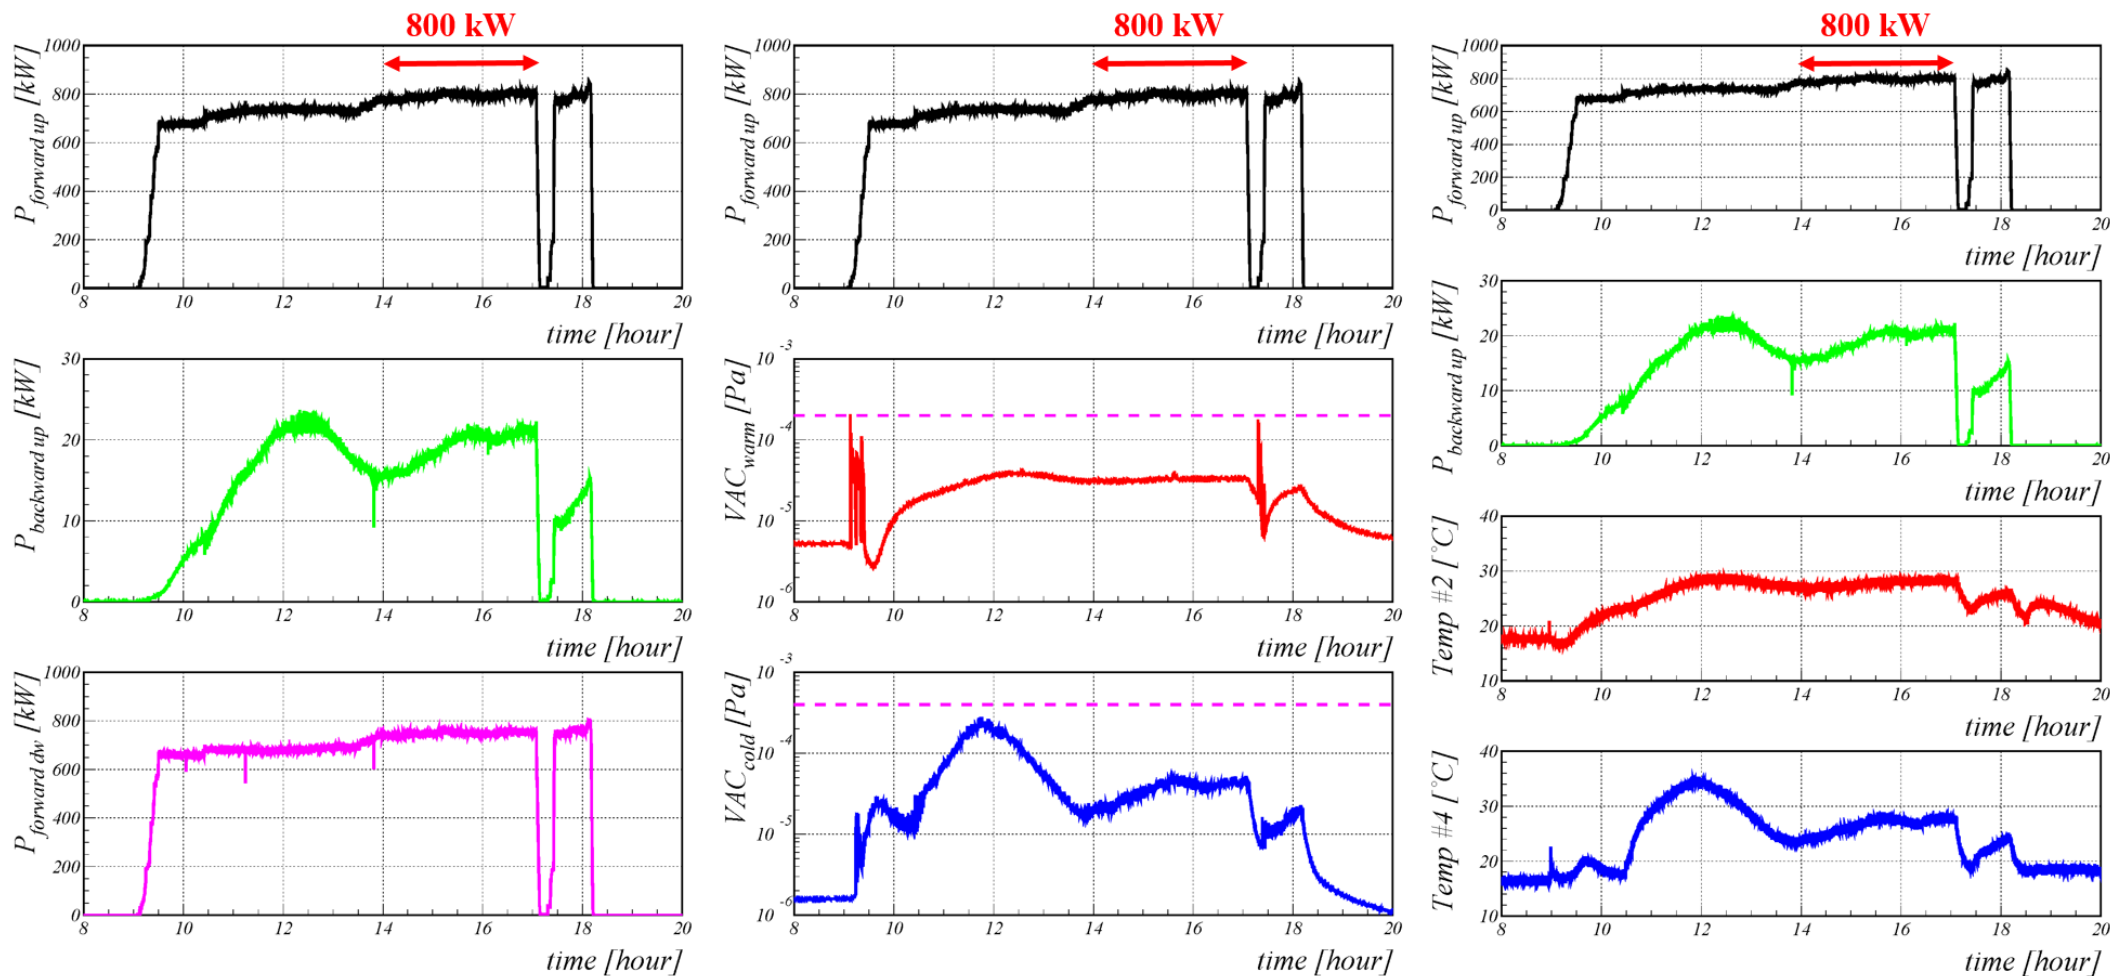 800 kW
P forward up [kW]
1000
800
600
400
200
0
8 10 12 14 16 18 20
time [hour]
P backward up [kW]
30
20
10
0
8 10 12 14 16 18 20
time [hour]
P forward dw [kW]
1000
800
600
400
200
0
8 10 12 14 16 18 20
time [hour]
800 kW
P forward up [kW]
1000
800
600
400
200
0
8 10 12 14 16 18 20
time [hour]
VAC warm [Pa]
10 -3
10 -4
10 -5
10 -6
8 10 12 14 16 18 20
time [hour]
VAC cold [Pa]
10 -3
10 -4
10 -5
10 -6
8 10 12 14 16 18 20
time [hour]
800 kW
P forward up [kW]
1000
800
600
400
200
0
8 10 12 14 16 18 20
time [hour]
P backward up [kW]
30
20
10
0
8 10 12 14 16 18 20
time [hour]
Temp #2 [°C]
40
30
20
10
8 10 12 14 16 18 20
time [hour]
Temp #4 [°C]
40
30
20
10
8 10 12 14 16 18 20
time [hour]